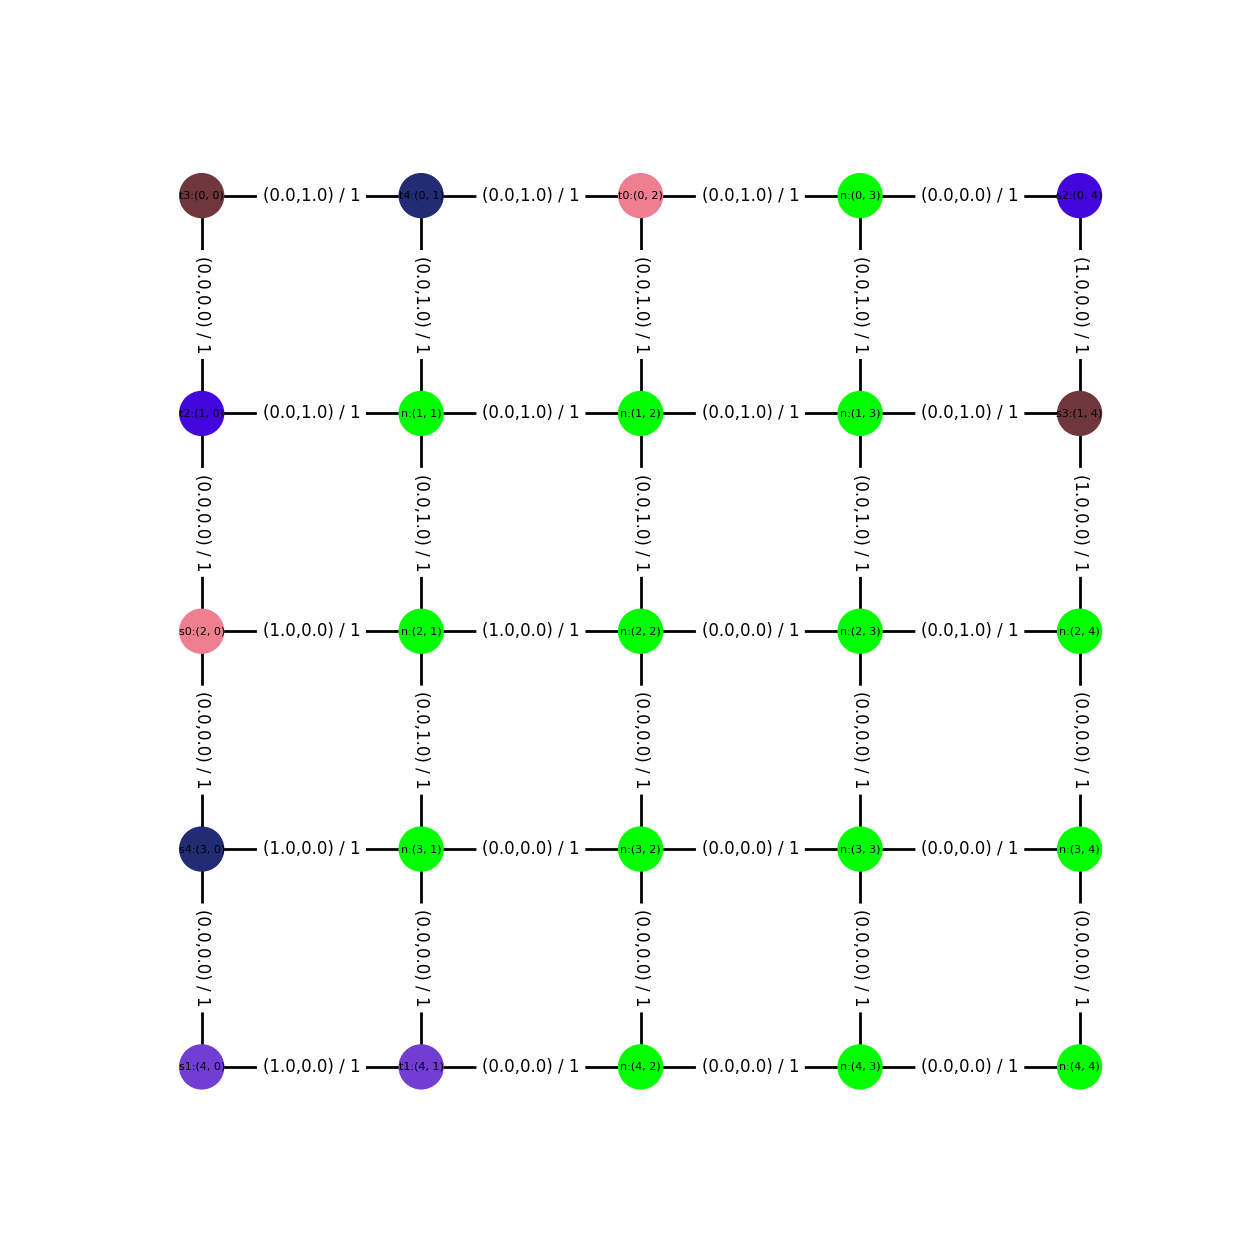 t3:(0, 0) (0.0,1.0) / 1 t4:(0, 1) (0.0,1.0) / 1 t0:(0, 2) (0.0,1.0) / 1 n:(0, 3) (0.0,0.0) / 1 s2:(0, 4)
(0.0,0.0) / 1 (0.0,1.0) / 1 (0.0,1.0) / 1 (0.0,1.0) / 1 (1.0,0.0) / 1
t2:(1, 0) (0.0,1.0) / 1 n:(1, 1) (0.0,1.0) / 1 n:(1, 2) (0.0,1.0) / 1 n:(1, 3) (0.0,1.0) / 1 s3:(1, 4)
(0.0,0.0) / 1 (0.0,1.0) / 1 (0.0,1.0) / 1 (0.0,1.0) / 1 (1.0,0.0) / 1
s0:(2, 0) (1.0,0.0) / 1 n:(2, 1) (1.0,0.0) / 1 n:(2, 2) (0.0,0.0) / 1 n:(2, 3) (0.0,1.0) / 1 n:(2, 4)
(0.0,0.0) / 1 (0.0,1.0) / 1 (0.0,0.0) / 1 (0.0,0.0) / 1 (0.0,0.0) / 1
s4:(3, 0) (1.0,0.0) / 1 n:(3, 1) (0.0,0.0) / 1 n:(3, 2) (0.0,0.0) / 1 n:(3, 3) (0.0,0.0) / 1 n:(3, 4)
(0.0,0.0) / 1 (0.0,0.0) / 1 (0.0,0.0) / 1 (0.0,0.0) / 1 (0.0,0.0) / 1
s1:(4, 0) (1.0,0.0) / 1 t1:(4, 1) (0.0,0.0) / 1 n:(4, 2) (0.0,0.0) / 1 n:(4, 3) (0.0,0.0) / 1 n:(4, 4)